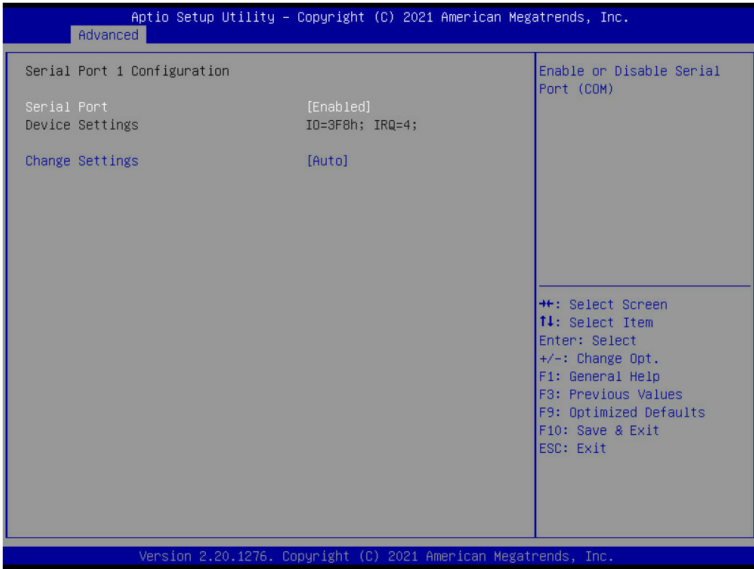 Aptio Setup Utility – Copyright (C) 2021 American Megatrends, Inc.
Advanced
Serial Port 1 Configuration
Serial Port [Enabled]
Device Settings IO=3F8h; IRQ=4;
Change Settings [Auto]
Enable or Disable Serial
Port (COM)
→←: Select Screen
↑↓: Select Item
Enter: Select
+/-: Change Opt.
F1: General Help
F3: Previous Values
F9: Optimized Defaults
F10: Save & Exit
ESC: Exit
Version 2.20.1276. Copyright (C) 2021 American Megatrends, Inc.